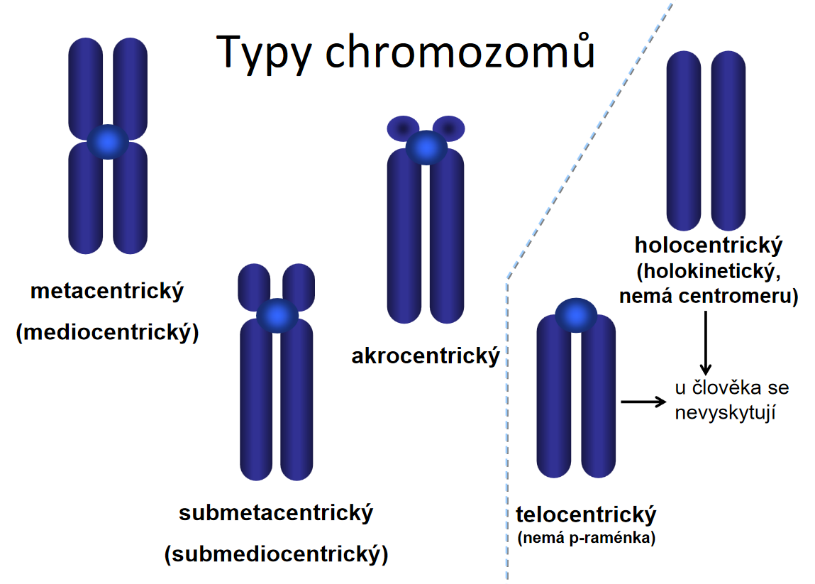 Typy chromozomů
metacentrický
(mediocentrický)
submetacentrický
(submediocentrický)
akrocentrický
holocentrický
(holokinetický,
nemá centromeru)
u člověka se
nevyskytují
telocentrický
(nemá p-raménka)